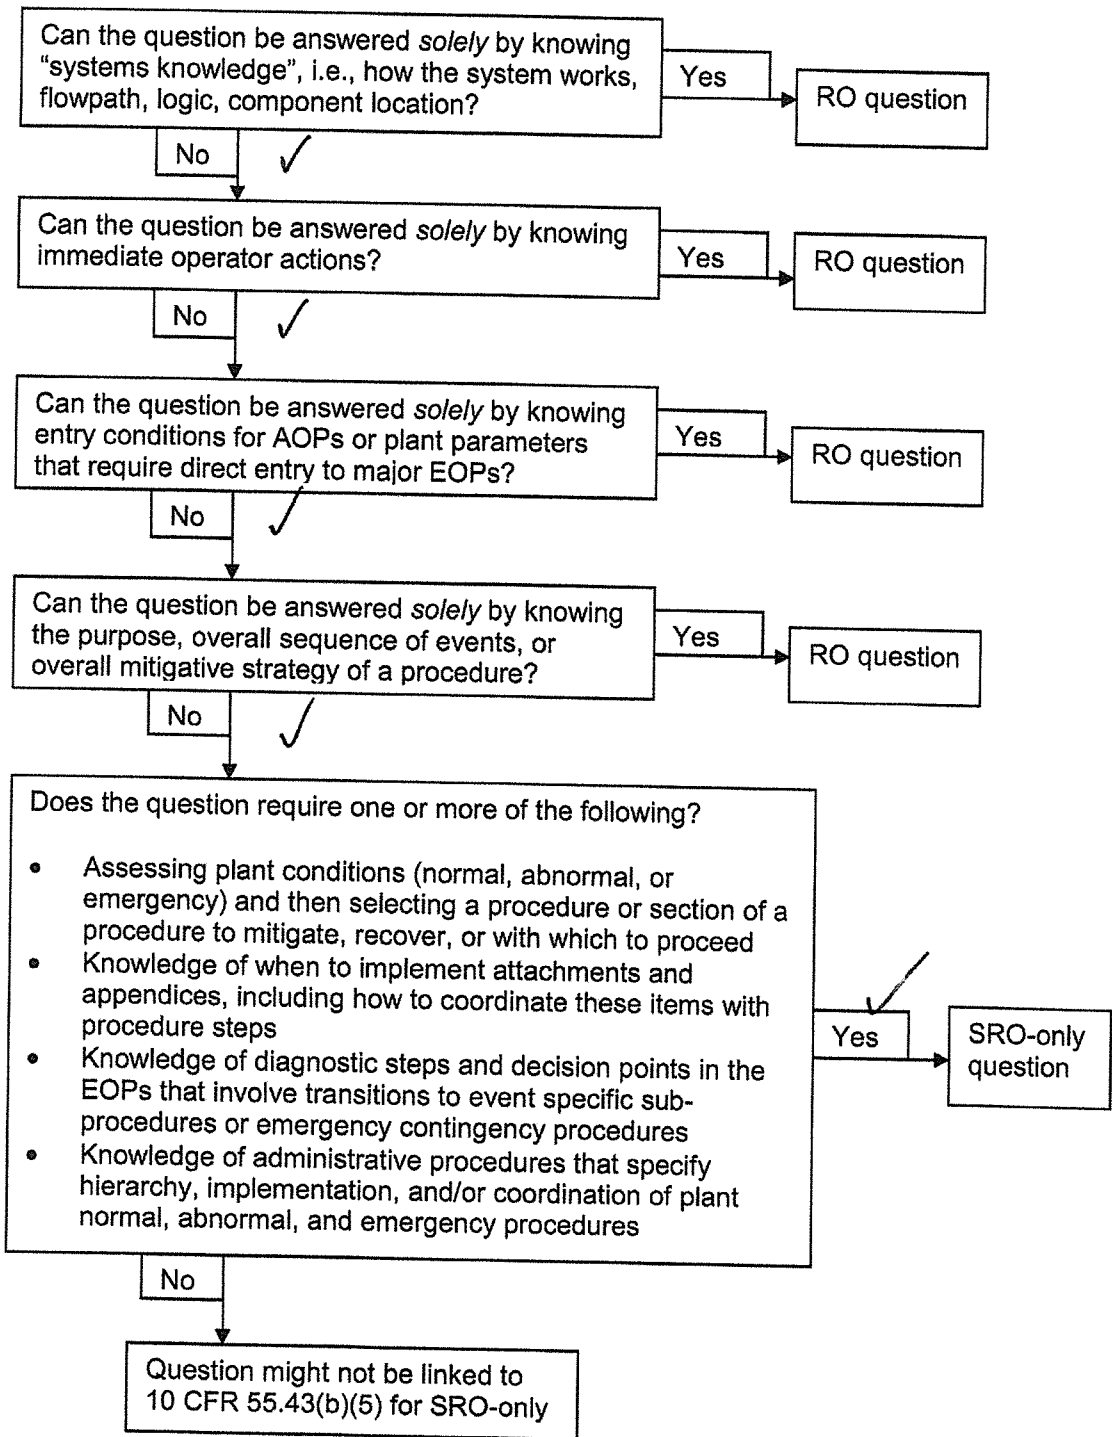 Can the question be answered solely by knowing
"systems knowledge", i.e., how the system works,
flowpath, logic, component location?
Yes
RO question
No
Can the question be answered solely by knowing
immediate operator actions?
Yes
RO question
No
Can the question be answered solely by knowing
entry conditions for AOPs or plant parameters
that require direct entry to major EOPs?
Yes
RO question
No
Can the question be answered solely by knowing
the purpose, overall sequence of events, or
overall mitigative strategy of a procedure?
Yes
RO question
No
Does the question require one or more of the following?
• Assessing plant conditions (normal, abnormal, or
emergency) and then selecting a procedure or section of a
procedure to mitigate, recover, or with which to proceed
• Knowledge of when to implement attachments and
appendices, including how to coordinate these items with
procedure steps
• Knowledge of diagnostic steps and decision points in the
EOPs that involve transitions to event specific sub-
procedures or emergency contingency procedures
• Knowledge of administrative procedures that specify
hierarchy, implementation, and/or coordination of plant
normal, abnormal, and emergency procedures
Yes
SRO-only
question
No
Question might not be linked to
10 CFR 55.43(b)(5) for SRO-only